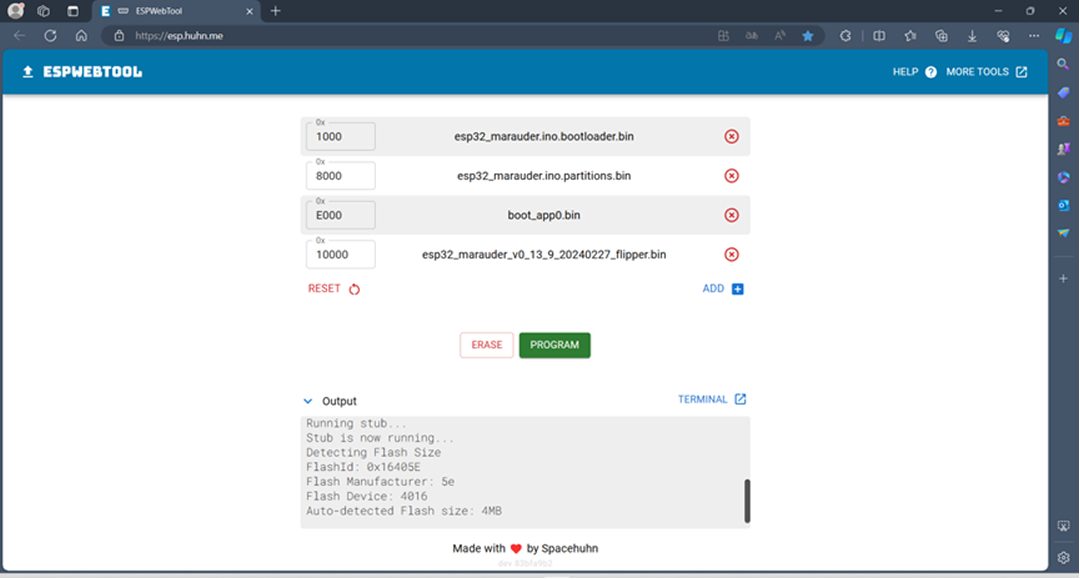 ESPWebTool
https://esp.huhn.me
ESPWEBTOOL
HELP ? MORE TOOLS
0x
1000
esp32_marauder.ino.bootloader.bin
0x
8000
esp32_marauder.ino.partitions.bin
0x
E000
boot_app0.bin
0x
10000
esp32_marauder_v0_13_9_20240227_flipper.bin
RESET
ADD
ERASE
PROGRAM
Output
TERMINAL
Running stub...
Stub is now running...
Detecting Flash Size
FlashId: 0x16405E
Flash Manufacturer: 5e
Flash Device: 4016
Auto-detected Flash size: 4MB
Made with ❤ by Spacehuhn